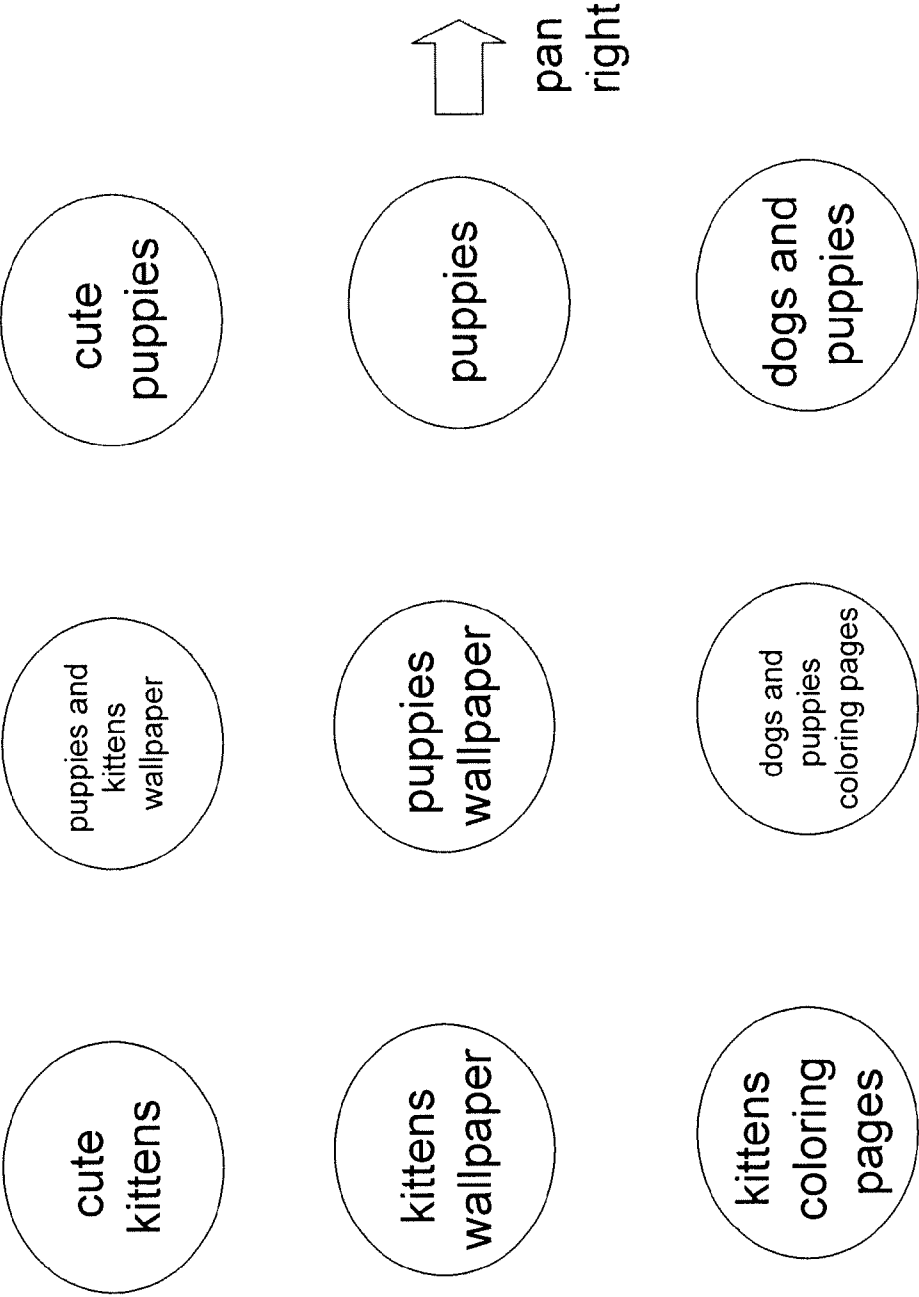 cute
kittens
puppies and
kittens
wallpaper
cute
puppies
kittens
wallpaper
puppies
wallpaper
puppies
pan
right
kittens
coloring
pages
dogs and
puppies
coloring pages
dogs and
puppies